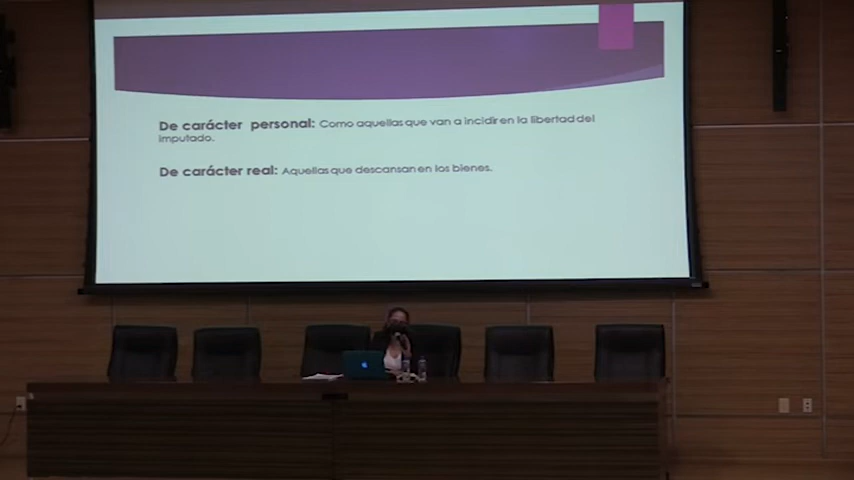 De carácter personal: Como aquellas que van a incidir en la libertad del
imputado.
De carácter real: Aquellas que descansan en los bienes.